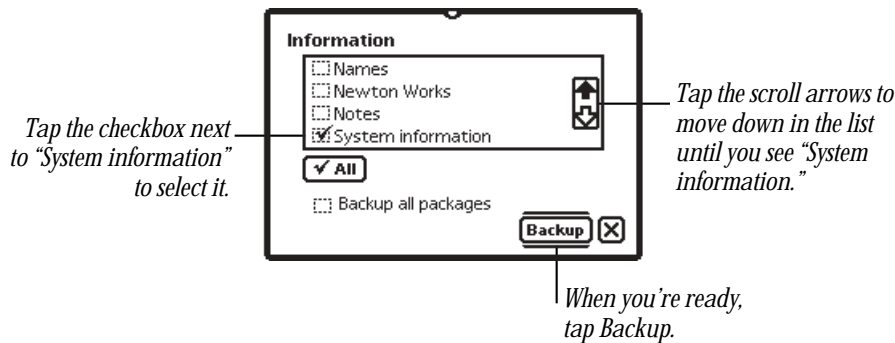 Information
Names
Newton Works
Notes
System information
✓ All
Backup all packages
Backup
Tap the checkbox next
to “System information”
to select it.
Tap the scroll arrows to
move down in the list
until you see “System
information.”
When you’re ready,
tap Backup.